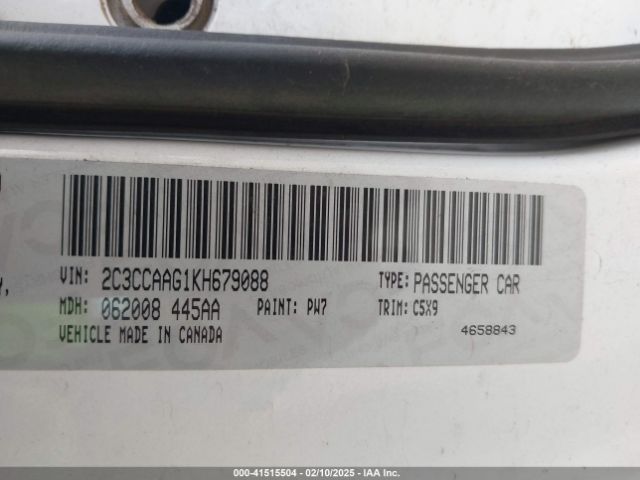 VIN: 2C3CCAAG1KH679088 TYPE: PASSENGER CAR
MDH: 062008 445AA PAINT: PW7 TRIM: C5X9
VEHICLE MADE IN CANADA 4658843
000-41515504 - 02/10/2025 - IAA Inc.